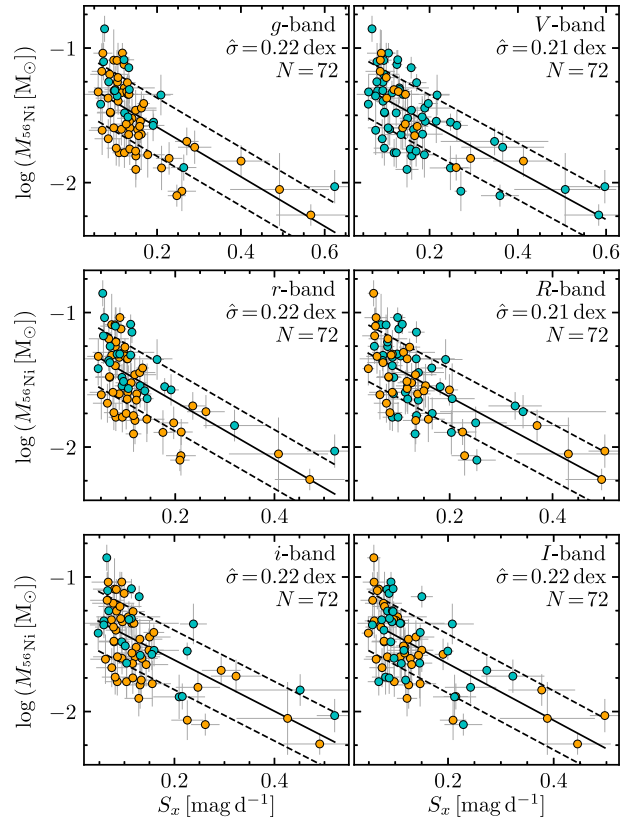 g-band
σ̂ = 0.22 dex
N = 72
V-band
σ̂ = 0.21 dex
N = 72
log (M₅₆Ni [M⊙])
−1
−2
0.2
0.4
0.6
0.2
0.4
0.6
r-band
σ̂ = 0.22 dex
N = 72
R-band
σ̂ = 0.21 dex
N = 72
log (M₅₆Ni [M⊙])
−1
−2
0.2
0.4
0.2
0.4
i-band
σ̂ = 0.22 dex
N = 72
I-band
σ̂ = 0.22 dex
N = 72
log (M₅₆Ni [M⊙])
−1
−2
0.2
0.4
0.2
0.4
Sₓ [mag d⁻¹]
Sₓ [mag d⁻¹]